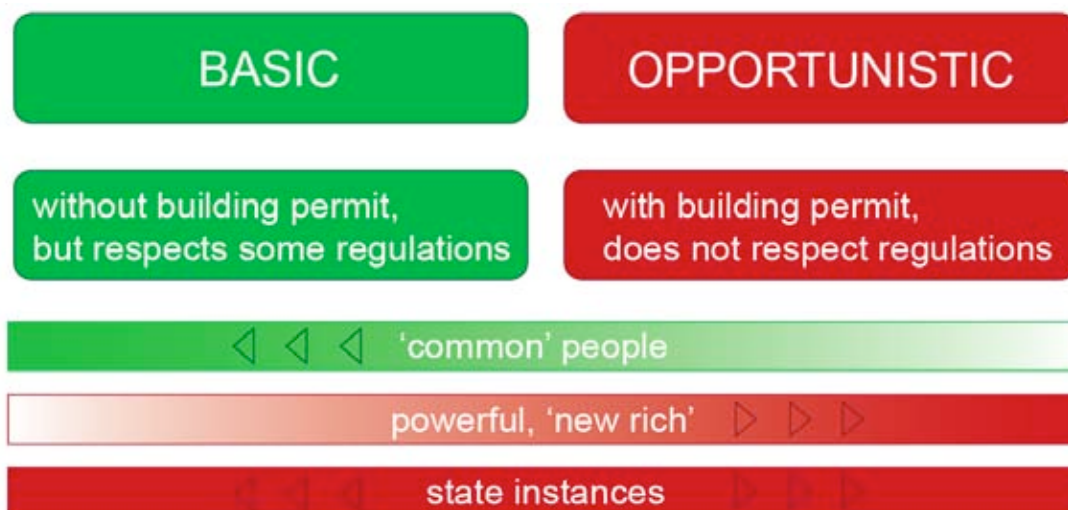 BASIC
OPPORTUNISTIC
without building permit,
but respects some regulations
with building permit,
does not respect regulations
‘common’ people
powerful, ‘new rich’
state instances